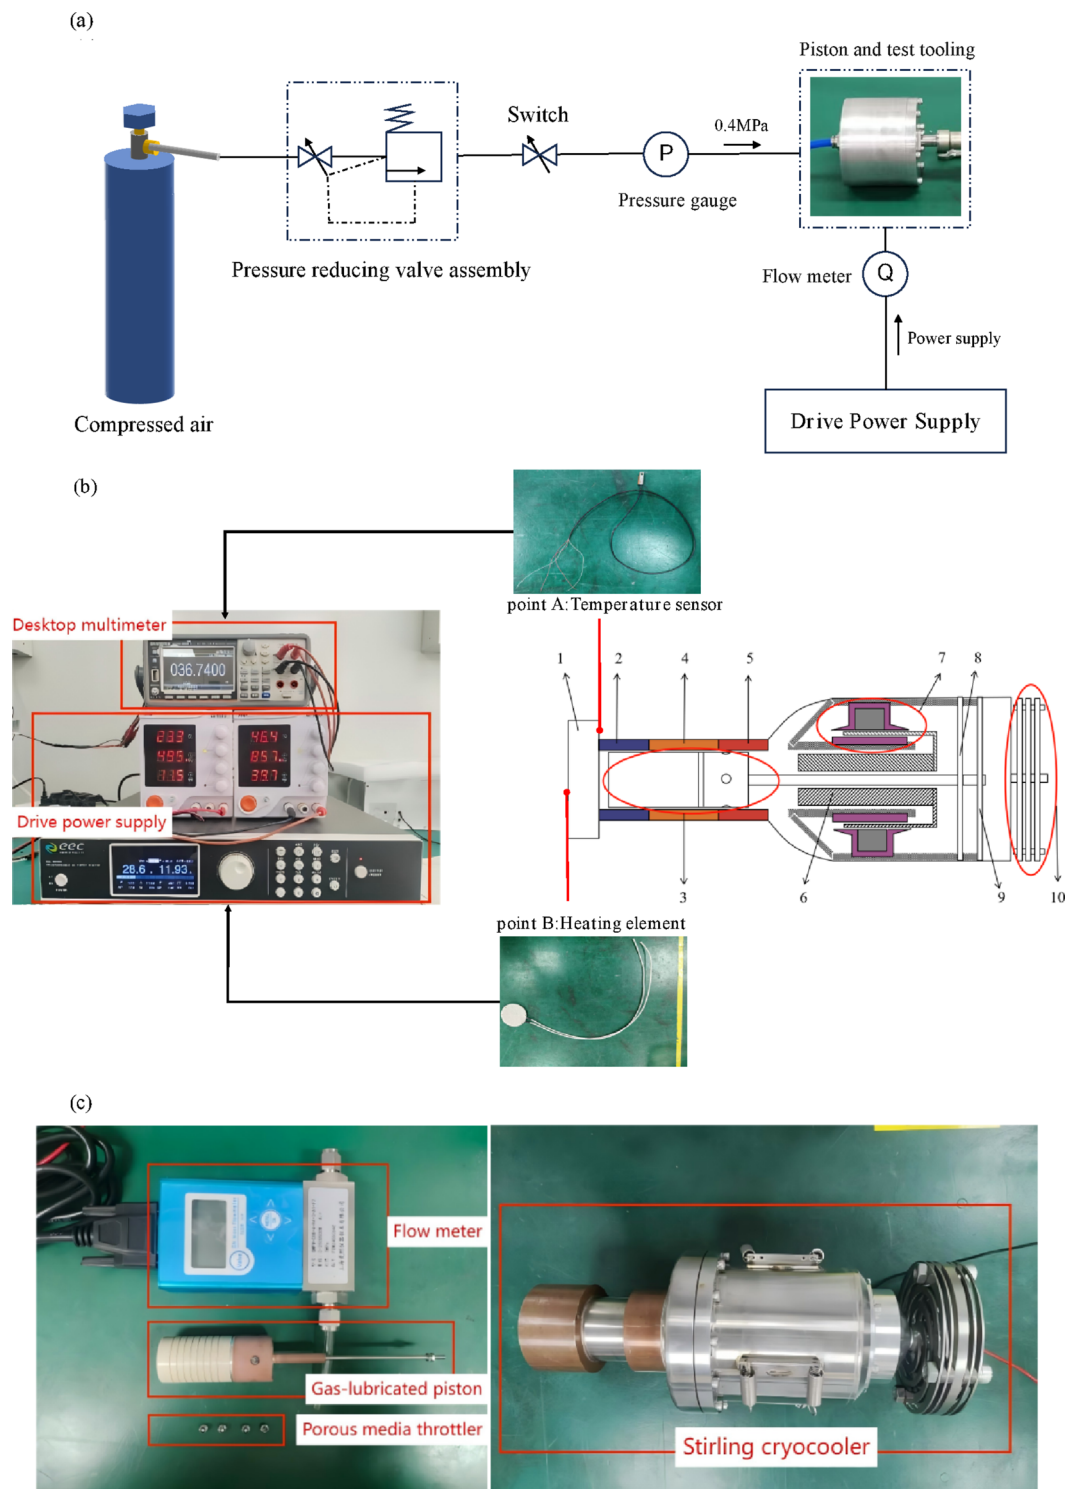 (a)
Piston and test tooling
Switch
0.4MPa
P
Pressure gauge
Pressure reducing valve assembly
Flow meter
Q
Power supply
Compressed air
Drive Power Supply
(b)
point A:Temperature sensor
Desktop multimeter
036.7400
1
2
4
5
7
8
Drive power supply
eec
28.6
11.93
3
6
9
10
point B:Heating element
(c)
Flow meter
Gas-lubricated piston
Porous media throttler
Stirling cryocooler